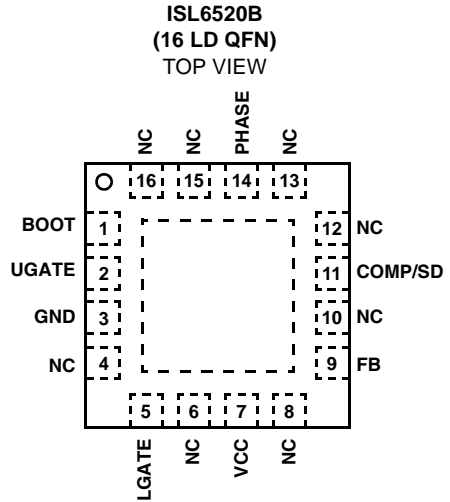 ISL6520B
(16 LD QFN)
TOP VIEW
NC
NC
PHASE
NC
16
15
14
13
BOOT 1
12 NC
UGATE 2
11 COMP/SD
GND 3
10 NC
NC 4
9 FB
5
6
7
8
LGATE
NC
VCC
NC